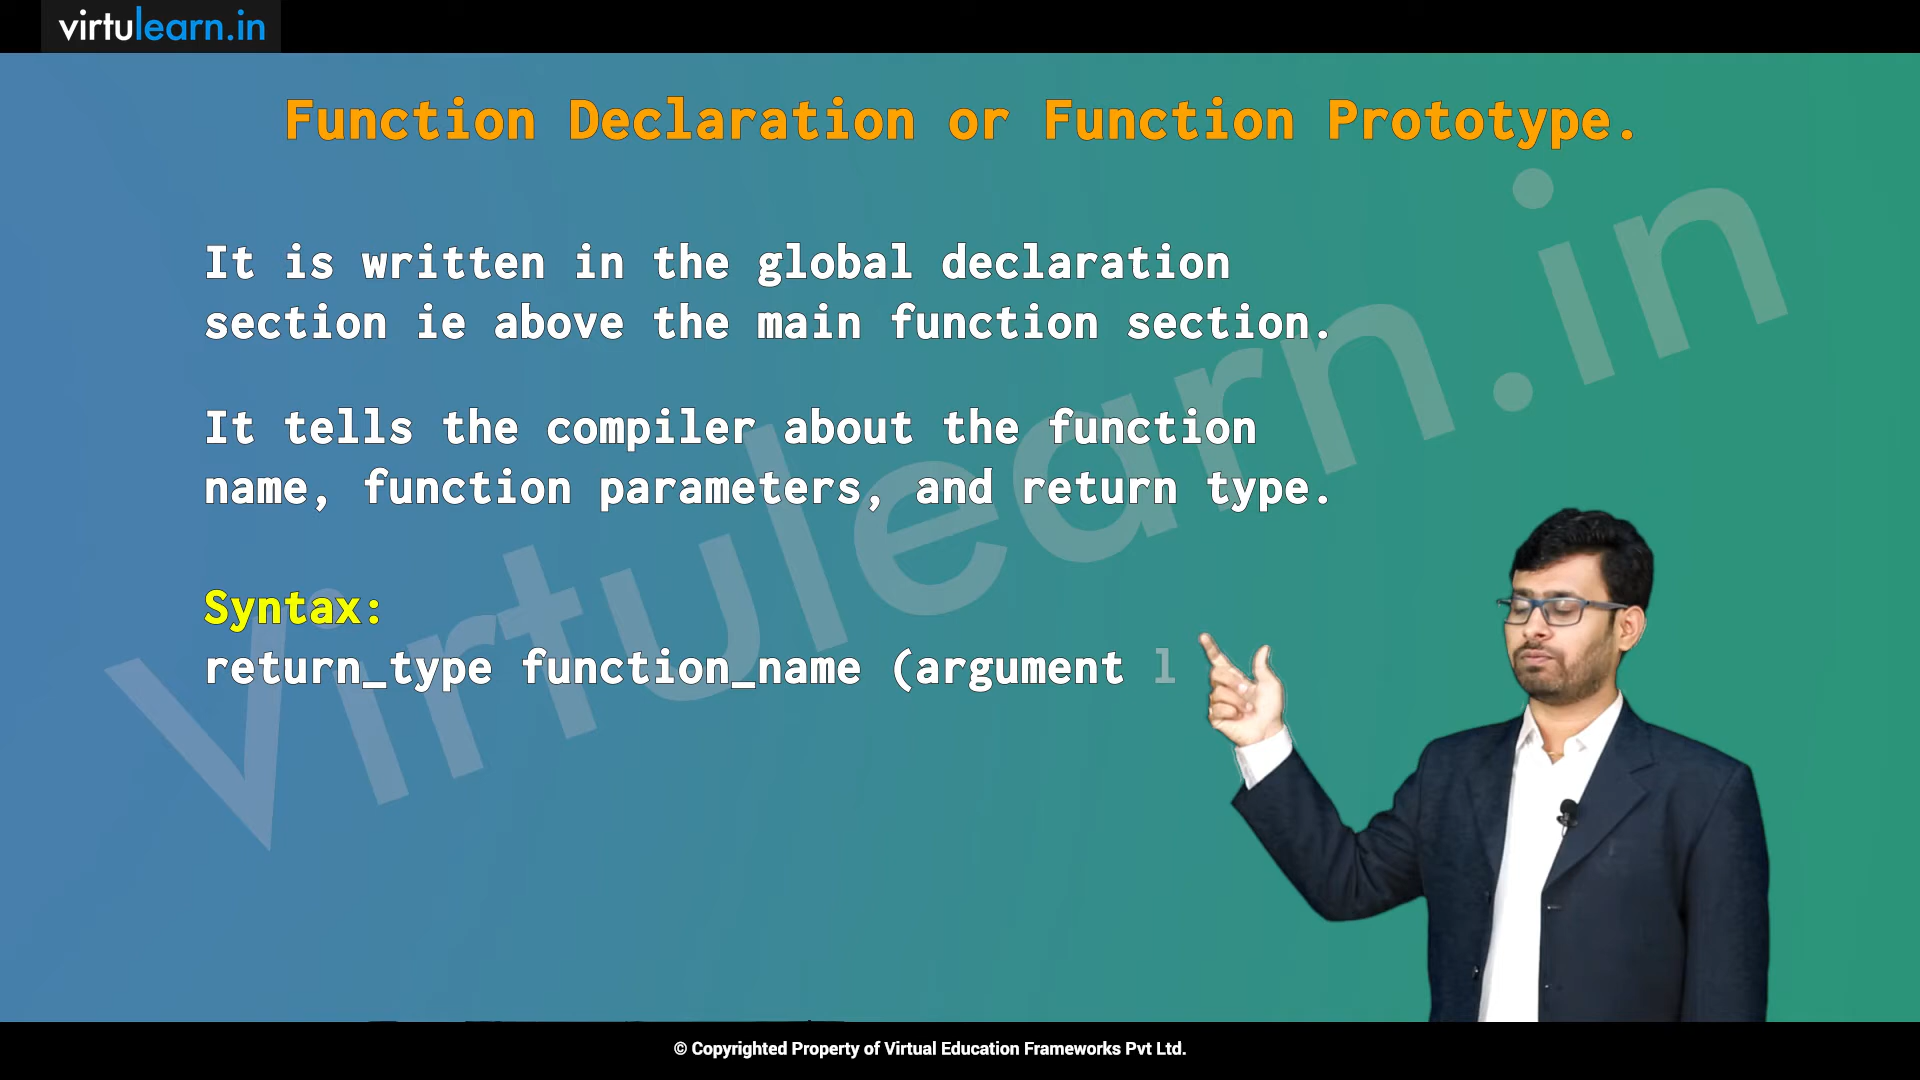 virtulearn.in
Function Declaration or Function Prototype.
It is written in the global declaration
section ie above the main function section.
It tells the compiler about the function
name, function parameters, and return type.
Syntax:
return_type function_name (argument l
Virtulearn.in
© Copyrighted Property of Virtual Education Frameworks Pvt Ltd.